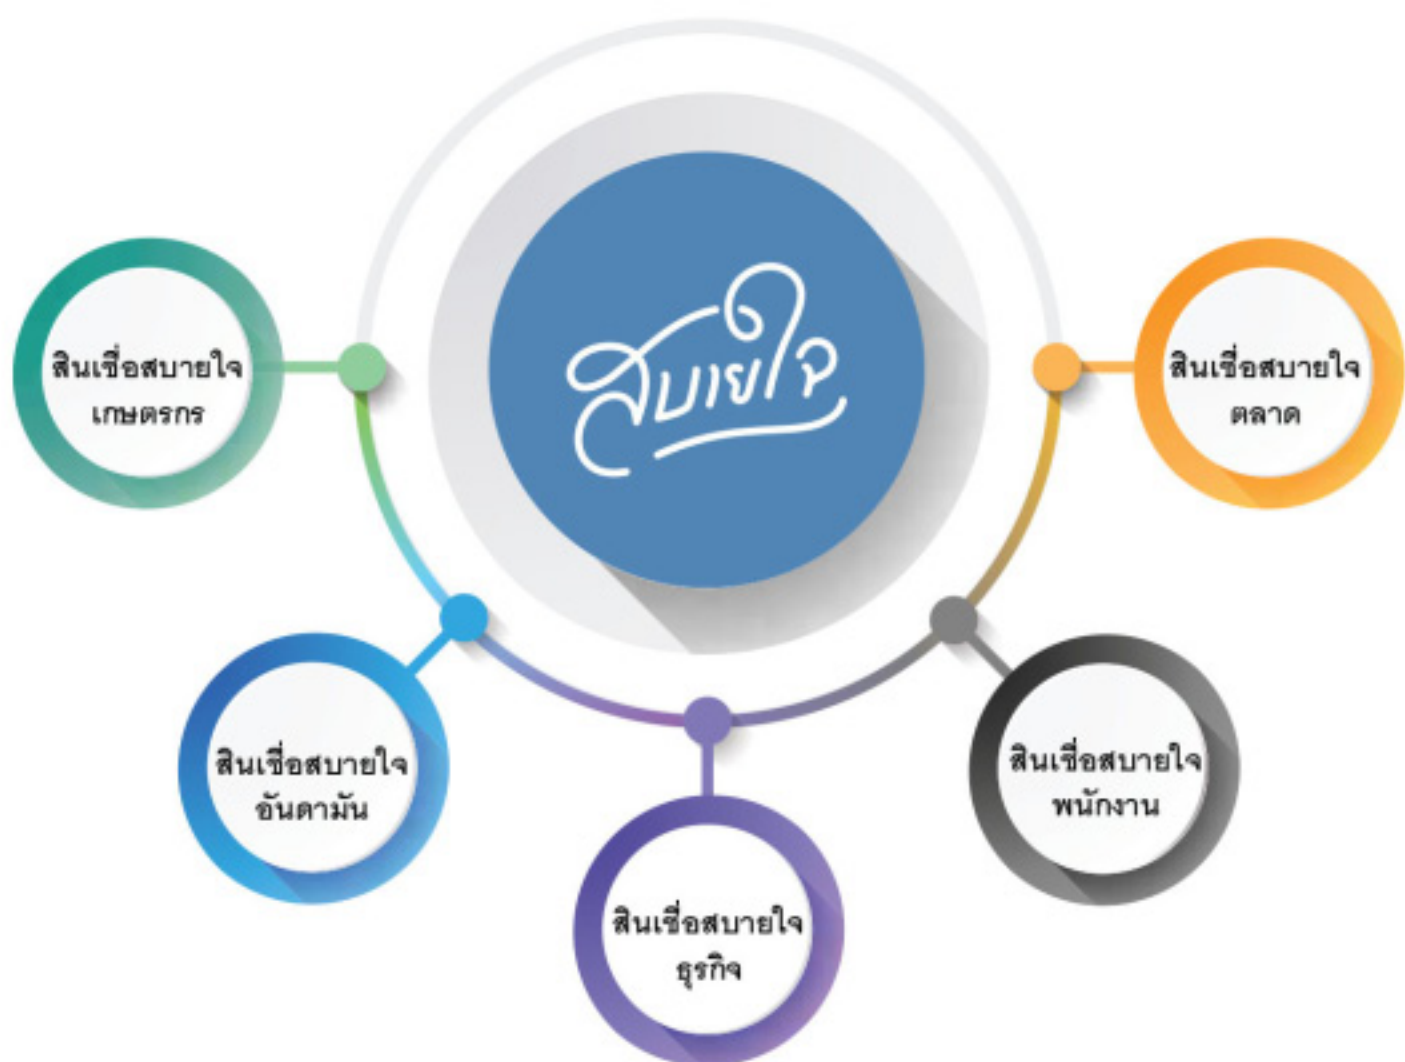 สบายใจ
สินเชื่อสบายใจ
เกษตรกร
สินเชื่อสบายใจ
ตลาด
สินเชื่อสบายใจ
อันดามัน
สินเชื่อสบายใจ
พนักงาน
สินเชื่อสบายใจ
ธุรกิจ